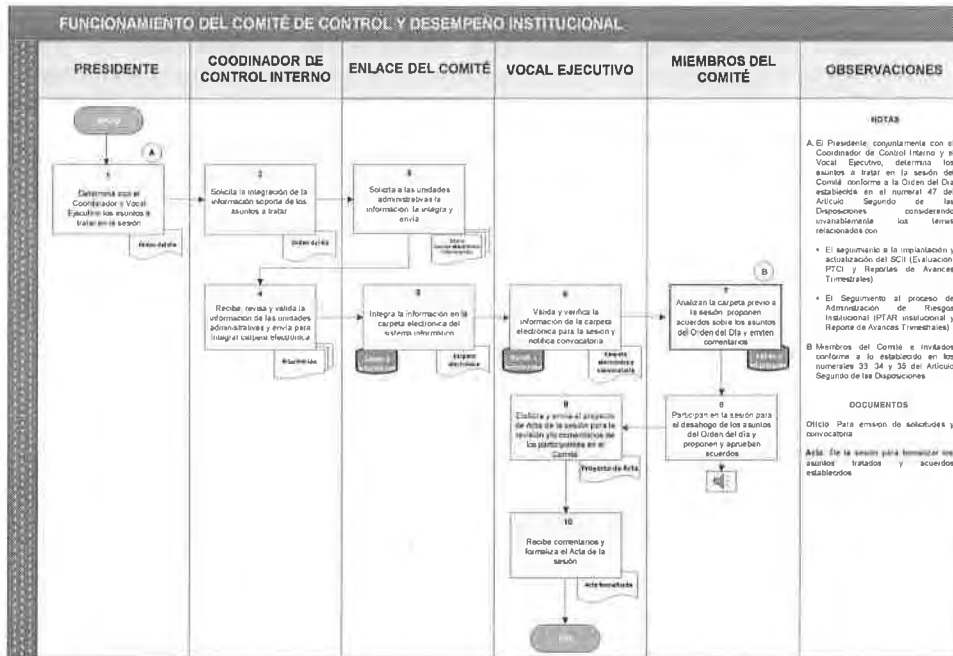 FUNCIONAMIENTO DEL COMITÉ DE CONTROL Y DESEMPEÑO INSTITUCIONAL
PRESIDENTE
COODINADOR DE
CONTROL INTERNO
ENLACE DEL COMITÉ
VOCAL EJECUTIVO
MIEMBROS DEL
COMITÉ
OBSERVACIONES
A
1
Determina con el
Coordinador y Vocal
Ejecutivo los asuntos a
tratar en la sesión
Orden del día
2
Solicita la integración de la
información soporte de los
asuntos a tratar
Orden del día
3
Solicita a las unidades
administrativas la
información, la integra y
envía
4
Recibe, revisa y valida la
información de las unidades
administrativas y envía para
integrar carpeta electrónica
Información
5
Integra la información en la
carpeta electrónica del
sistema informático
Carpeta
electrónica
6
Valida y verifica la
información de la carpeta
electrónica para la sesión y
notifica convocatoria
Carpeta
electrónica y
convocatoria
B
7
Analizan la carpeta previo a
la sesión, proponen
acuerdos sobre los asuntos
del Orden del Día y emiten
comentarios
8
Participan en la sesión para
el desahogo de los asuntos
del Orden del día y
proponen y aprueban
acuerdos
9
Elabora y envía el proyecto
de Acta de la sesión para la
revisión y/o comentarios de
los participantes en el
Comité
Proyecto de Acta
10
Recibe comentarios y
formaliza el Acta de la
sesión
Acta formalizada
FIN
NOTAS
A. El Presidente, conjuntamente con el
Coordinador de Control Interno y el
Vocal Ejecutivo, determina los
asuntos a tratar en la sesión del
Comité conforme a la Orden del Día
establecida en el numeral 47 del
Artículo Segundo de las
Disposiciones considerando
invariablemente los temas
relacionados con
• El seguimiento a la implantación y
actualización del SCII (Evaluación
PTCI y Reportes de Avances
Trimestrales)
• El Seguimiento al proceso de
Administración de Riesgos
Institucional (PTAR institucional y
Reporte de Avances Trimestrales)
B Miembros del Comité e invitados
conforme a lo establecido en los
numerales 33 34 y 35 del Artículo
Segundo de las Disposiciones
DOCUMENTOS
Oficio Para emisión de solicitudes y
convocatoria
Acta De la sesión para formalizar los
asuntos tratados y acuerdos
establecidos